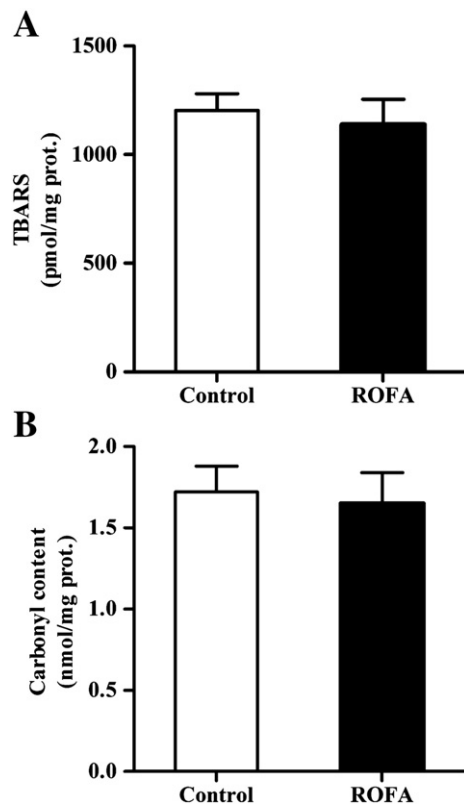 A
TBARS
(pmol/mg prot.)
1500
1000
500
0
Control ROFA
B
Carbonyl content
(nmol/mg prot.)
2.0
1.5
1.0
0.5
0.0
Control ROFA